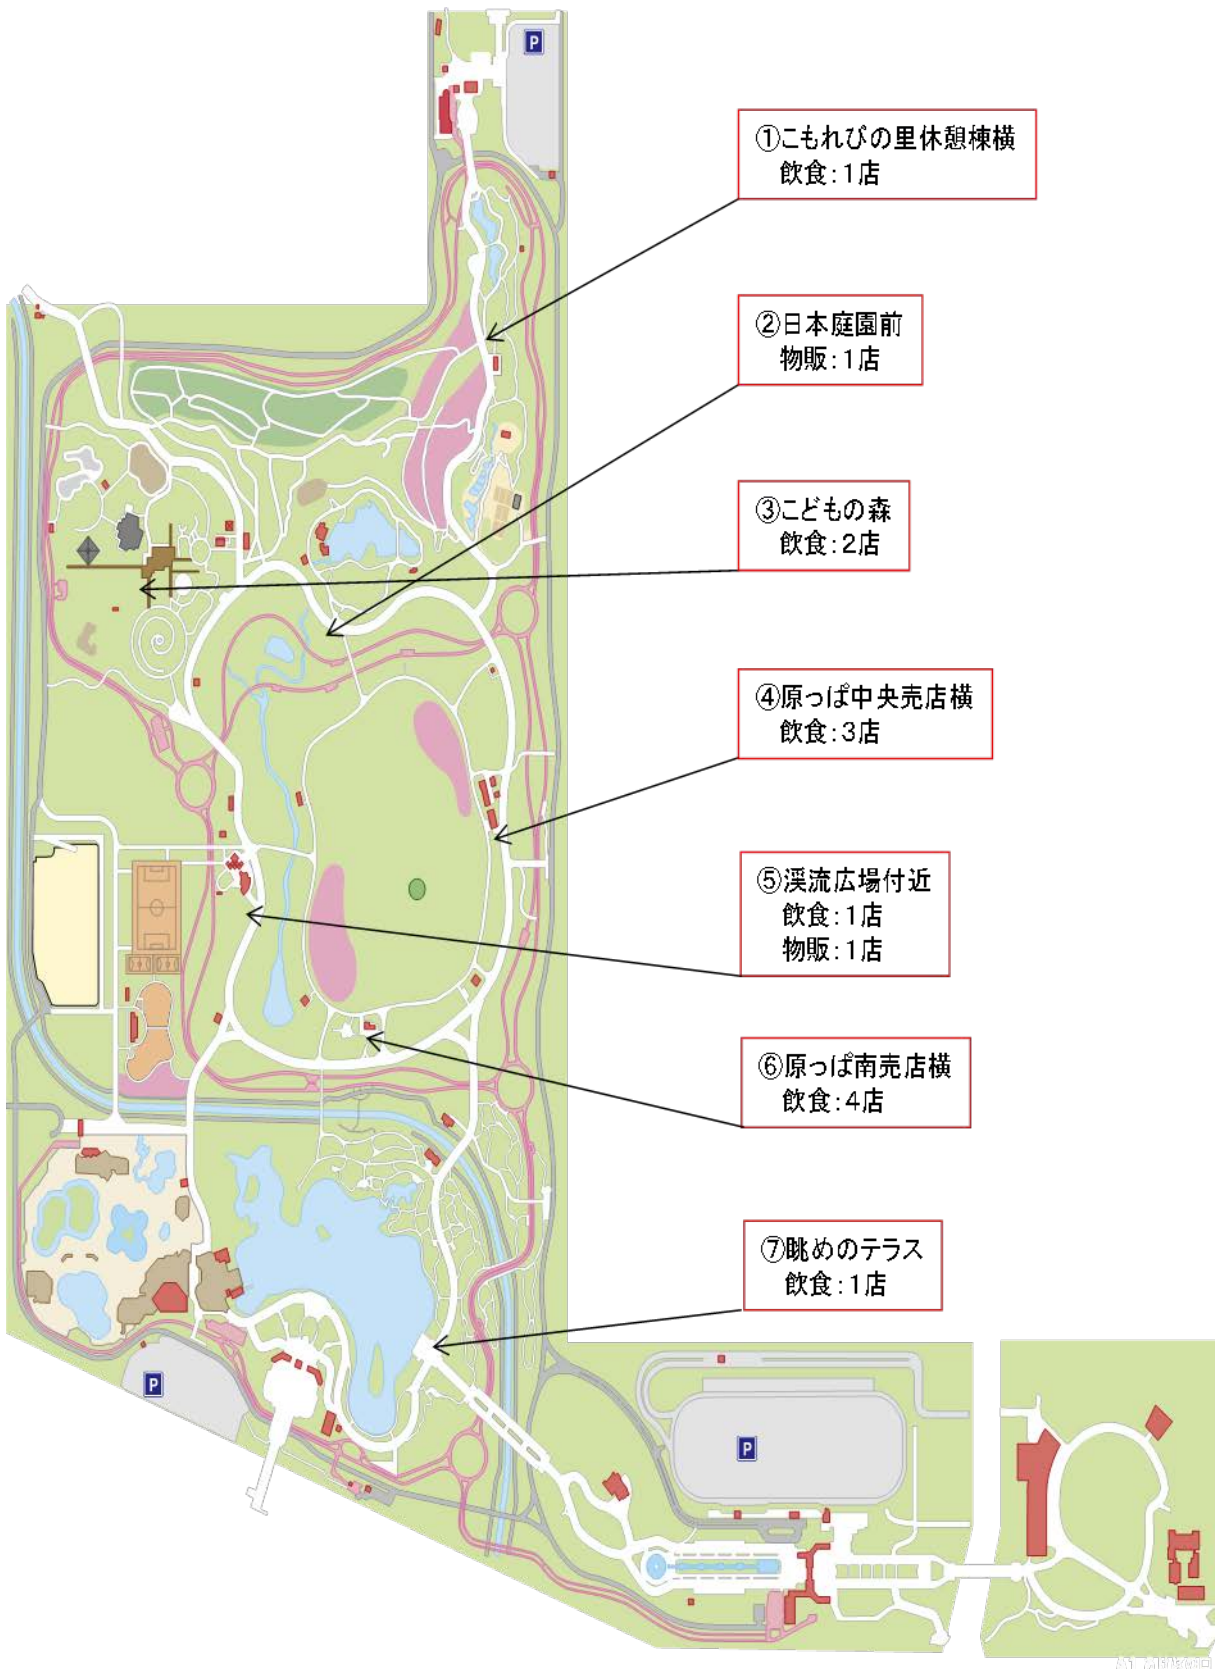 P
①こもれびの里休憩棟横
飲食:1店
②日本庭園前
物販:1店
③こどもの森
飲食:2店
④原っぱ中央売店横
飲食:3店
⑤渓流広場付近
飲食:1店
物販:1店
⑥原っぱ南売店横
飲食:4店
⑦眺めのテラス
飲食:1店
P
P